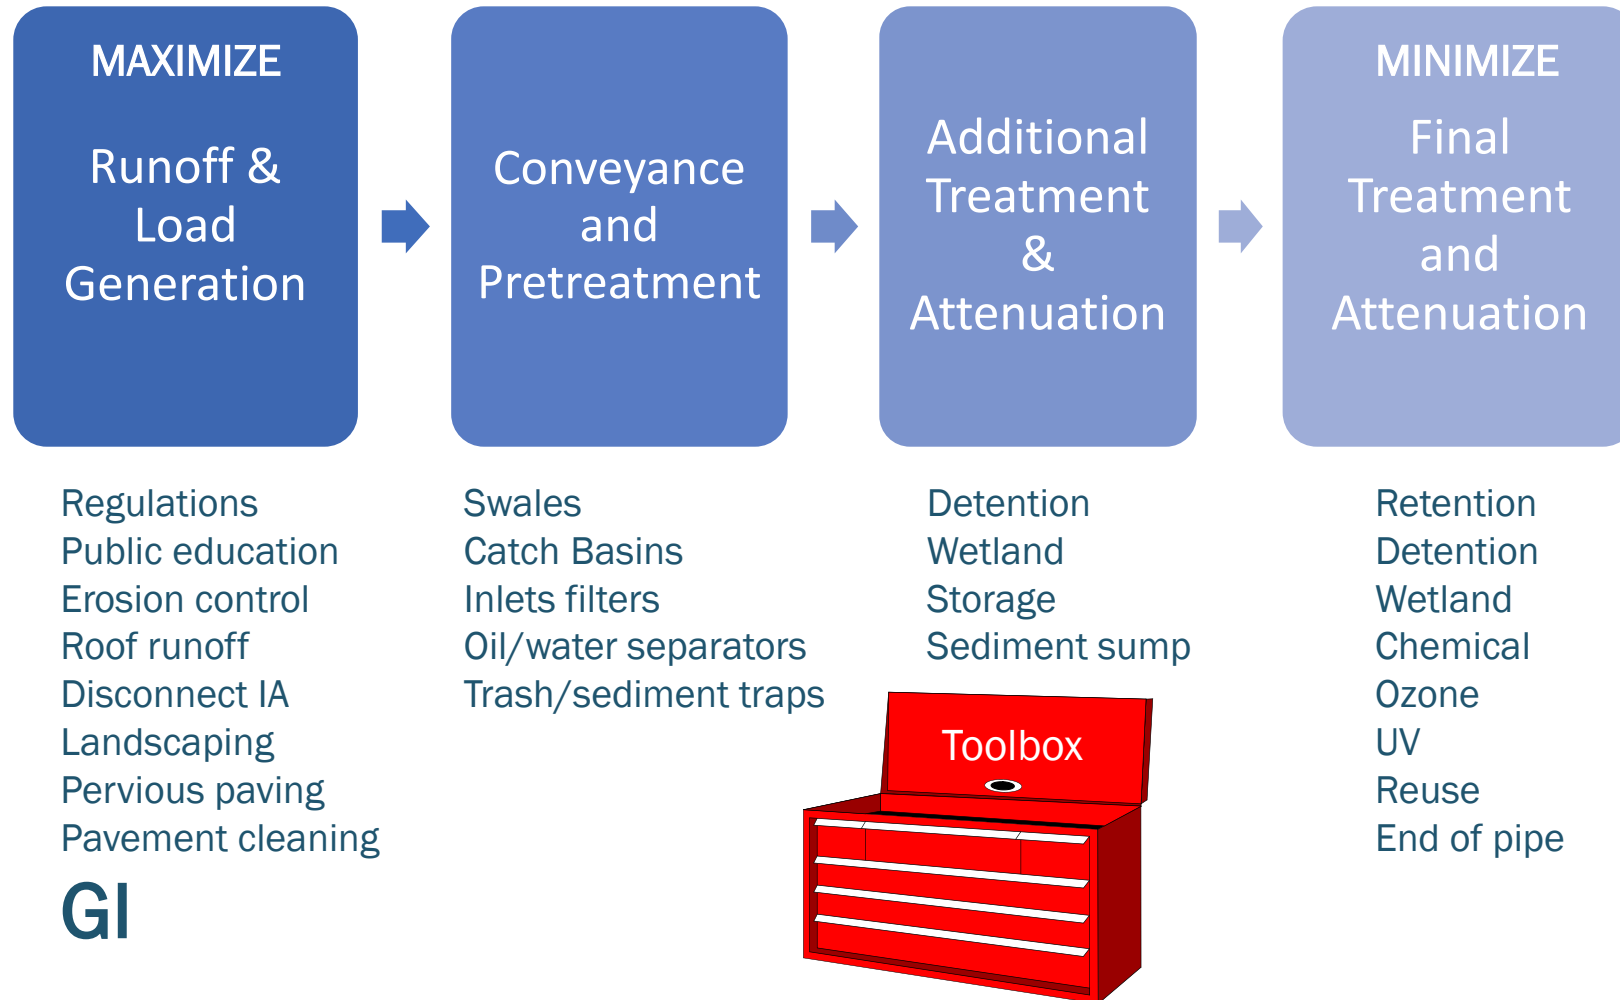 MAXIMIZE
Runoff &
Load
Generation
Conveyance
and
Pretreatment
Additional
Treatment
&
Attenuation
MINIMIZE
Final
Treatment
and
Attenuation
Regulations
Public education
Erosion control
Roof runoff
Disconnect IA
Landscaping
Pervious paving
Pavement cleaning
GI
Swales
Catch Basins
Inlets filters
Oil/water separators
Trash/sediment traps
Detention
Wetland
Storage
Sediment sump
Toolbox
Retention
Detention
Wetland
Chemical
Ozone
UV
Reuse
End of pipe